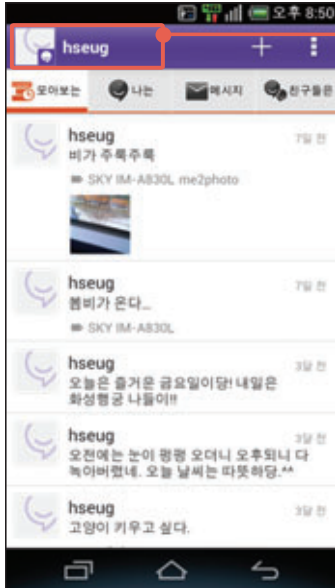 오후 8:50
hseug
모아보는 나는 메시지 친구들은
hseug 7일 전
비가 주룩주룩
SKY IM-A830L me2photo
hseug 7일 전
봄비가 온다...
SKY IM-A830L
hseug 3달 전
오늘은 즐거운 금요일이당! 내일은
화성행궁 나들이!!
hseug 3달 전
오전에는 눈이 펑펑 오더니 오후되니 다
녹아버렸네. 오늘 날씨는 따뜻하당.^^
hseug 3달 전
고양이 키우고 싶다.